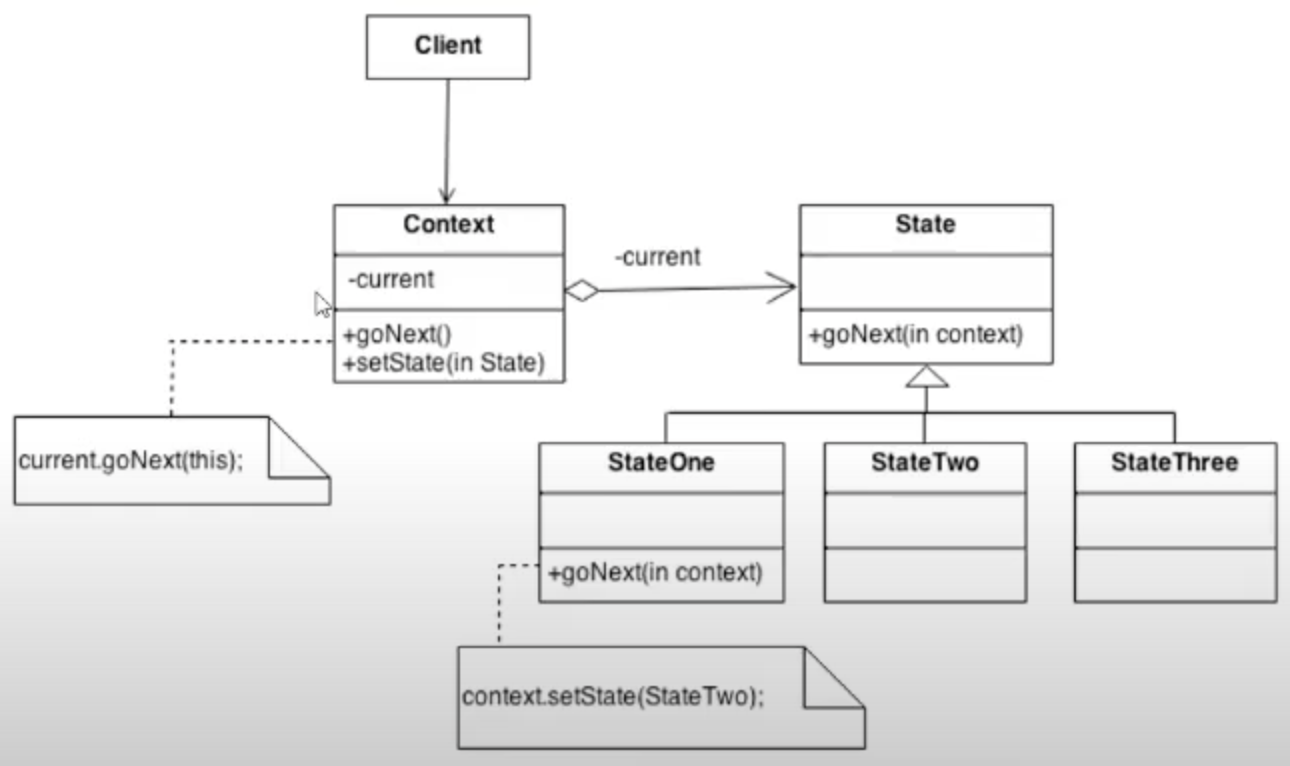 Client
Context
-current
+goNext()
+setState(in State)
-current
State
+goNext(in context)
current.goNext(this);
StateOne
+goNext(in context)
StateTwo
StateThree
context.setState(StateTwo);